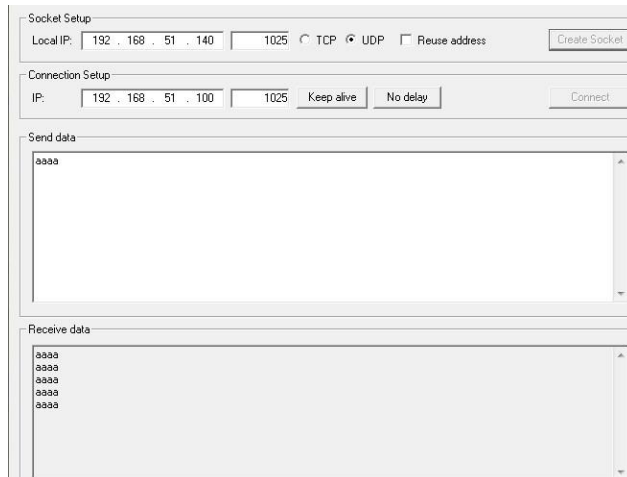 Socket Setup
Local IP: 192 . 168 . 51 . 140 1025 TCP UDP Reuse address Create Socket
Connection Setup
IP: 192 . 168 . 51 . 100 1025 Keep alive No delay Connect
Send data
aaaa
Receive data
aaaa
aaaa
aaaa
aaaa
aaaa